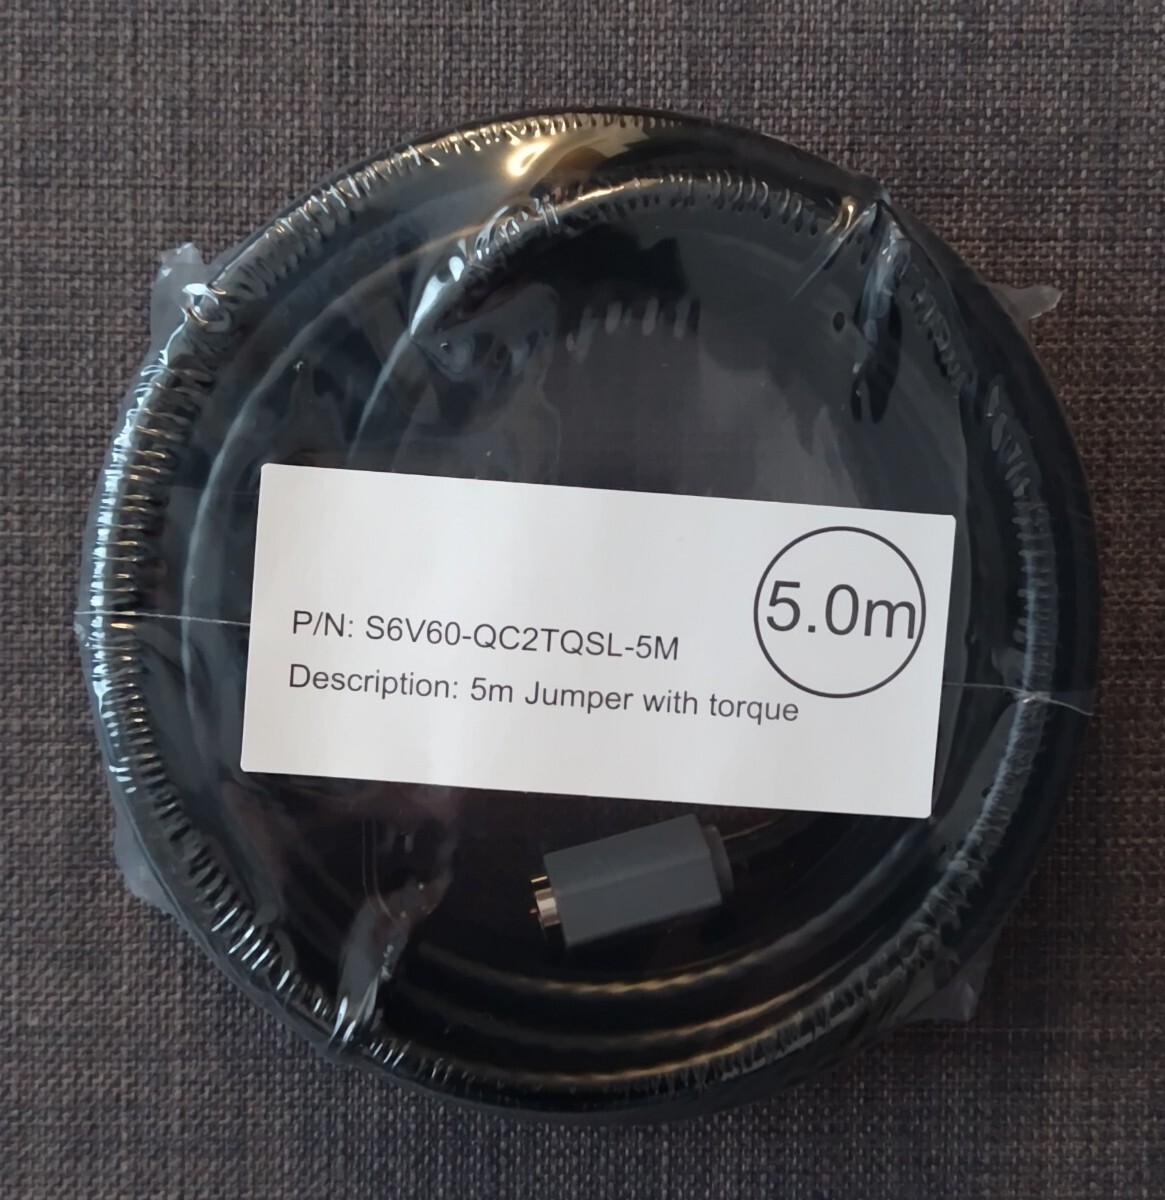 5.0m
P/N: S6V60-QC2TQSL-5M
Description: 5m Jumper with torque